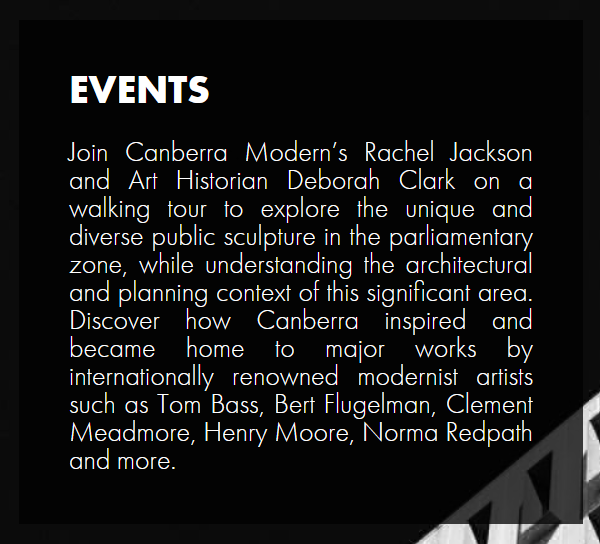 EVENTS
Join Canberra Modern’s Rachel Jackson
and Art Historian Deborah Clark on a
walking tour to explore the unique and
diverse public sculpture in the parliamentary
zone, while understanding the architectural
and planning context of this significant area.
Discover how Canberra inspired and
became home to major works by
internationally renowned modernist artists
such as Tom Bass, Bert Flugelman, Clement
Meadmore, Henry Moore, Norma Redpath
and more.